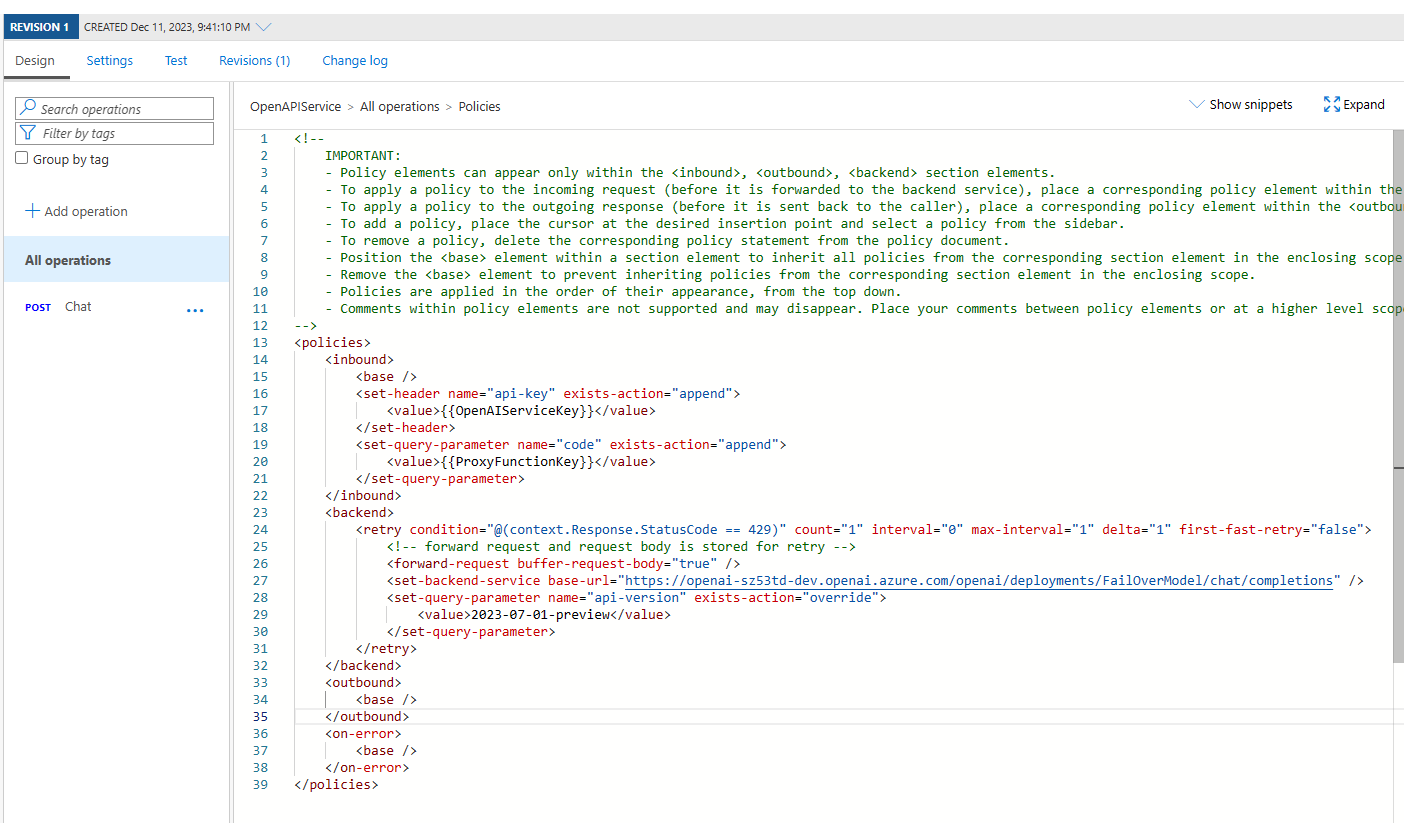 REVISION 1 CREATED Dec 11, 2023, 9:41:10 PM
Design Settings Test Revisions (1) Change log
Search operations
Filter by tags
Group by tag
Add operation
All operations
POST Chat ...
OpenAPIService > All operations > Policies
Show snippets Expand
1 <!--
2 IMPORTANT:
3 - Policy elements can appear only within the <inbound>, <outbound>, <backend> section elements.
4 - To apply a policy to the incoming request (before it is forwarded to the backend service), place a corresponding policy element within the
5 - To apply a policy to the outgoing response (before it is sent back to the caller), place a corresponding policy element within the <outbou
6 - To add a policy, place the cursor at the desired insertion point and select a policy from the sidebar.
7 - To remove a policy, delete the corresponding policy statement from the policy document.
8 - Position the <base> element within a section element to inherit all policies from the corresponding section element in the enclosing scope
9 - Remove the <base> element to prevent inheriting policies from the corresponding section element in the enclosing scope.
10 - Policies are applied in the order of their appearance, from the top down.
11 - Comments within policy elements are not supported and may disappear. Place your comments between policy elements or at a higher level scop
12 -->
13 <policies>
14 <inbound>
15 <base />
16 <set-header name="api-key" exists-action="append">
17 <value>{{OpenAIServiceKey}}</value>
18 </set-header>
19 <set-query-parameter name="code" exists-action="append">
20 <value>{{ProxyFunctionKey}}</value>
21 </set-query-parameter>
22 </inbound>
23 <backend>
24 <retry condition="@(context.Response.StatusCode == 429)" count="1" interval="0" max-interval="1" delta="1" first-fast-retry="false">
25 <!-- forward request and request body is stored for retry -->
26 <forward-request buffer-request-body="true" />
27 <set-backend-service base-url="https://openai-sz53td-dev.openai.azure.com/openai/deployments/FailOverModel/chat/completions" />
28 <set-query-parameter name="api-version" exists-action="override">
29 <value>2023-07-01-preview</value>
30 </set-query-parameter>
31 </retry>
32 </backend>
33 <outbound>
34 <base />
35 </outbound>
36 <on-error>
37 <base />
38 </on-error>
39 </policies>